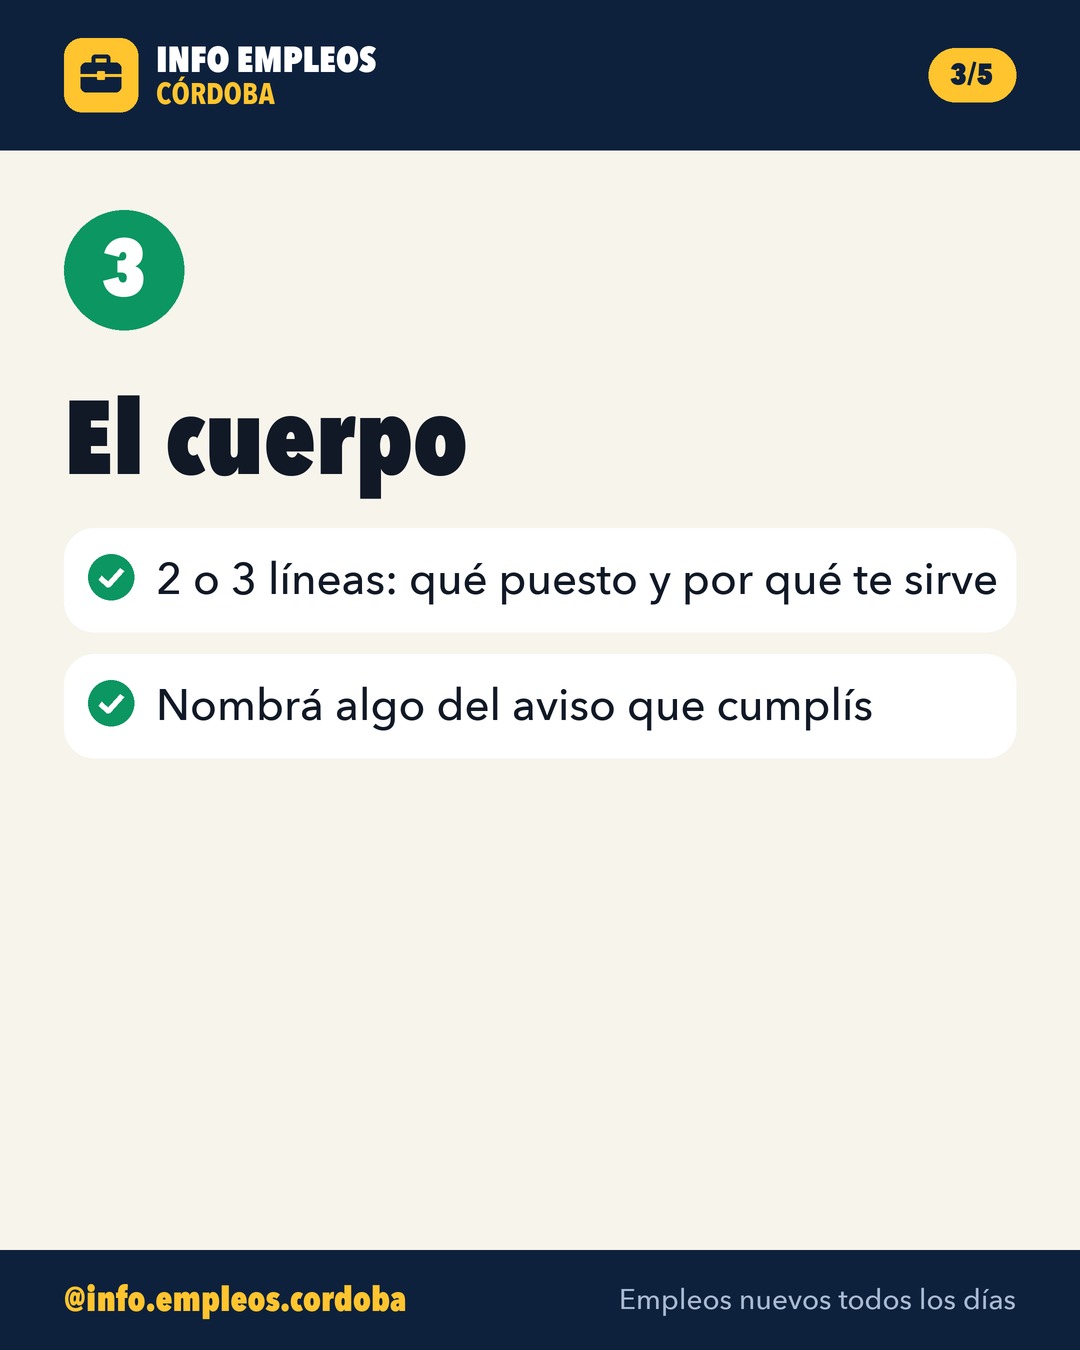 INFO EMPLEOS
CÓRDOBA
3/5
3
El cuerpo
2 o 3 líneas: qué puesto y por qué te sirve
Nombrá algo del aviso que cumplís
@info.empleos.cordoba
Empleos nuevos todos los días